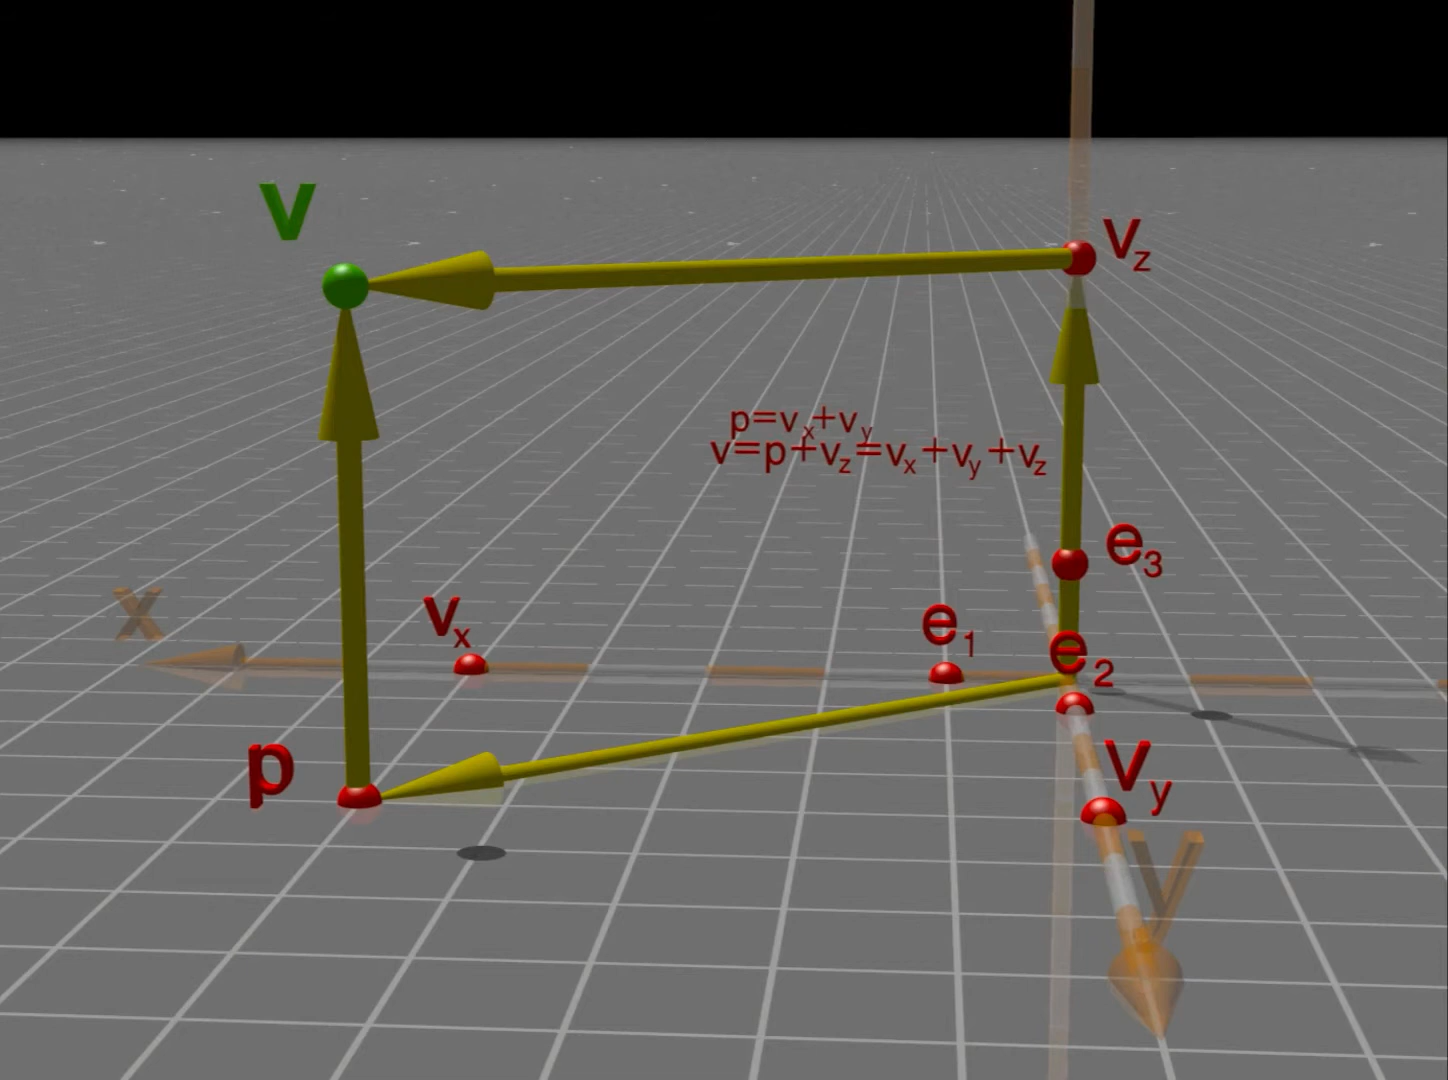 v
v_z
p=v_x+v_y
v=p+v_z=v_x+v_y+v_z
e_3
x
v_x
e_1
e_2
p
v_y
y